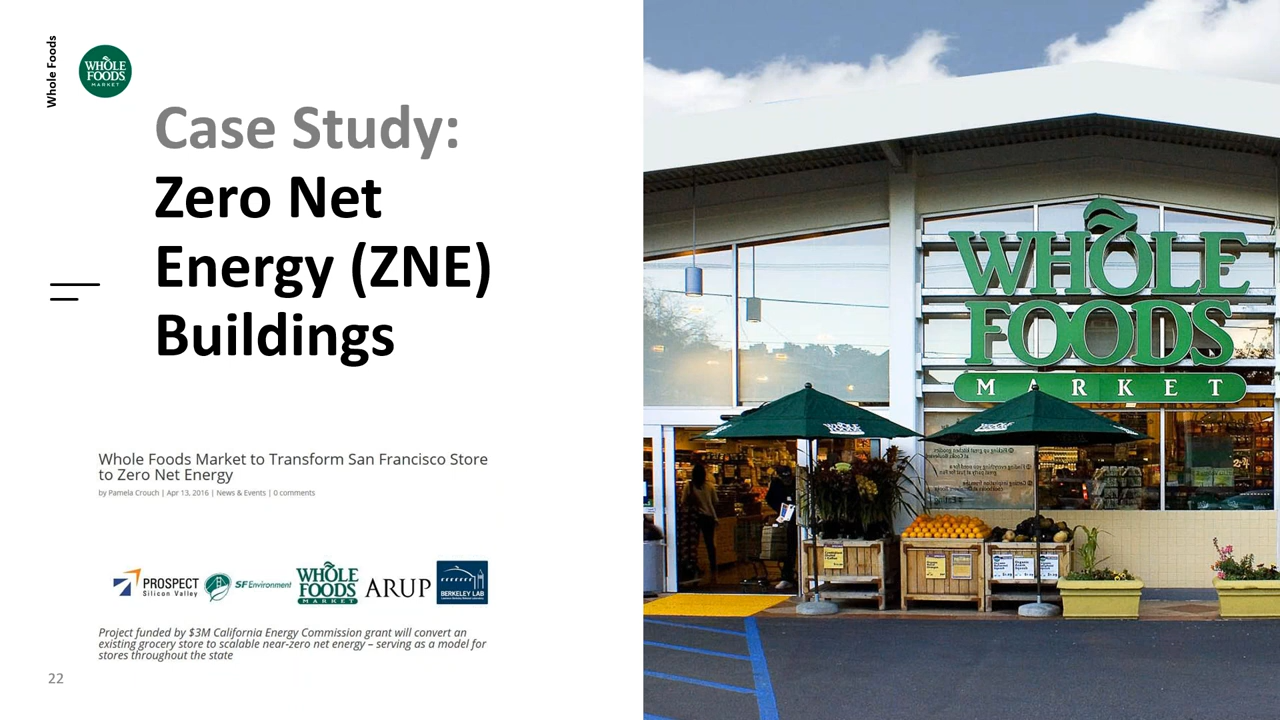 Whole Foods
WHOLE
FOODS
MARKET
Case Study:
Zero Net
Energy (ZNE)
Buildings
Whole Foods Market to Transform San Francisco Store
to Zero Net Energy
by Pamela Crouch | Apr 13, 2016 | News & Events | 0 comments
PROSPECT
Silicon Valley
SF Environment
WHOLE
FOODS
MARKET
ARUP
BERKELEY LAB
Project funded by $3M California Energy Commission grant will convert an
existing grocery store to scalable near-zero net energy – serving as a model for
stores throughout the state
22
WHOLE
FOODS
MARKET